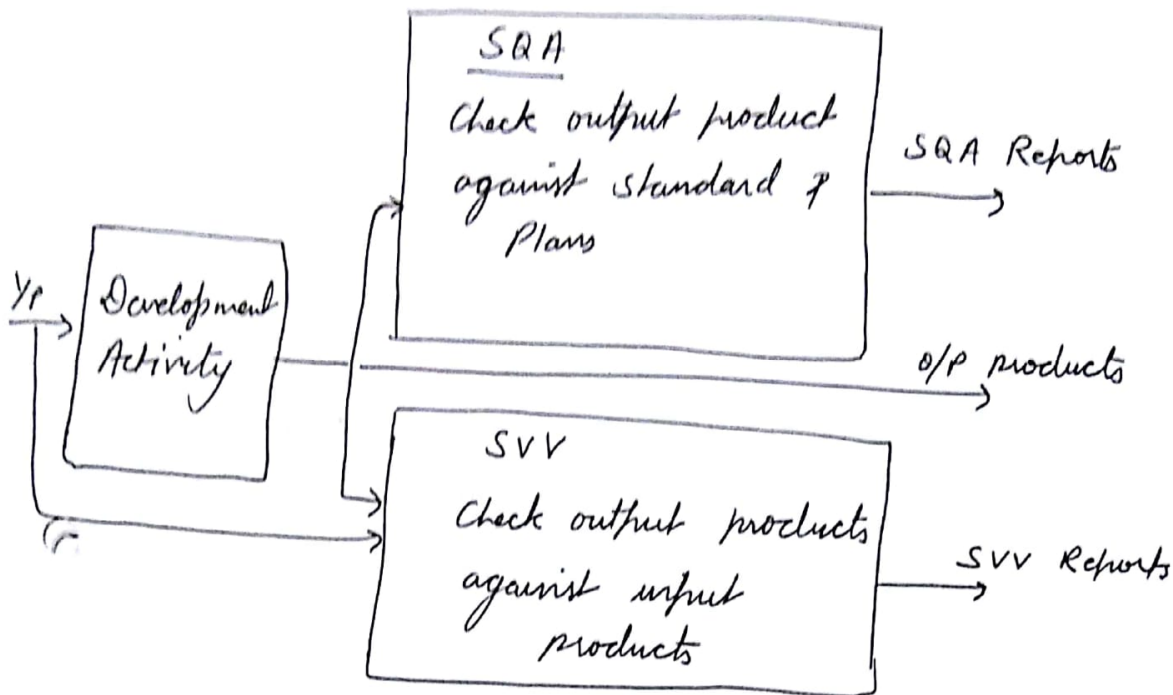 SQA
Check output product
against standard &
Plans
SQA Reports
I/P
Development
Activity
O/P products
SVV
Check output products
against input
products
SVV Reports